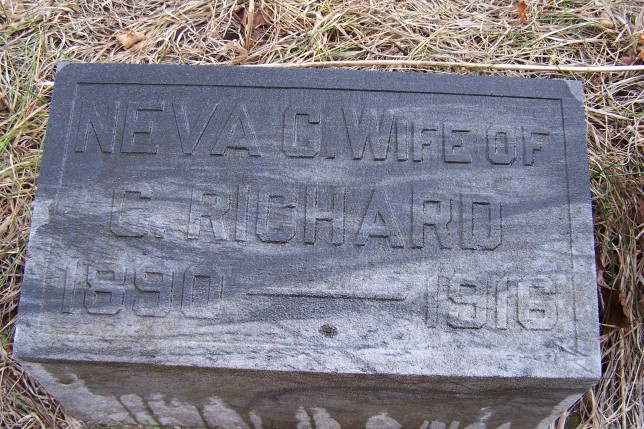 NEVA C. WIFE OF
C. RICHARD
1890 — 1916